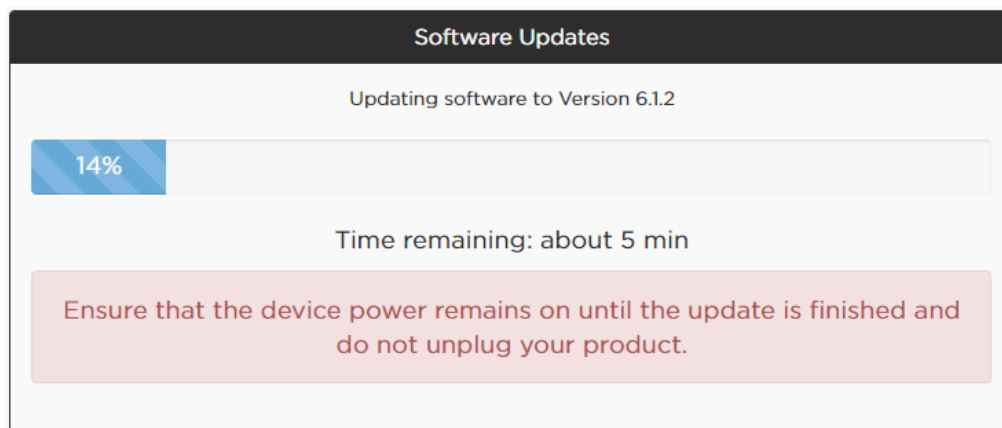 Software Updates
Updating software to Version 6.1.2
14%
Time remaining: about 5 min
Ensure that the device power remains on until the update is finished and
do not unplug your product.